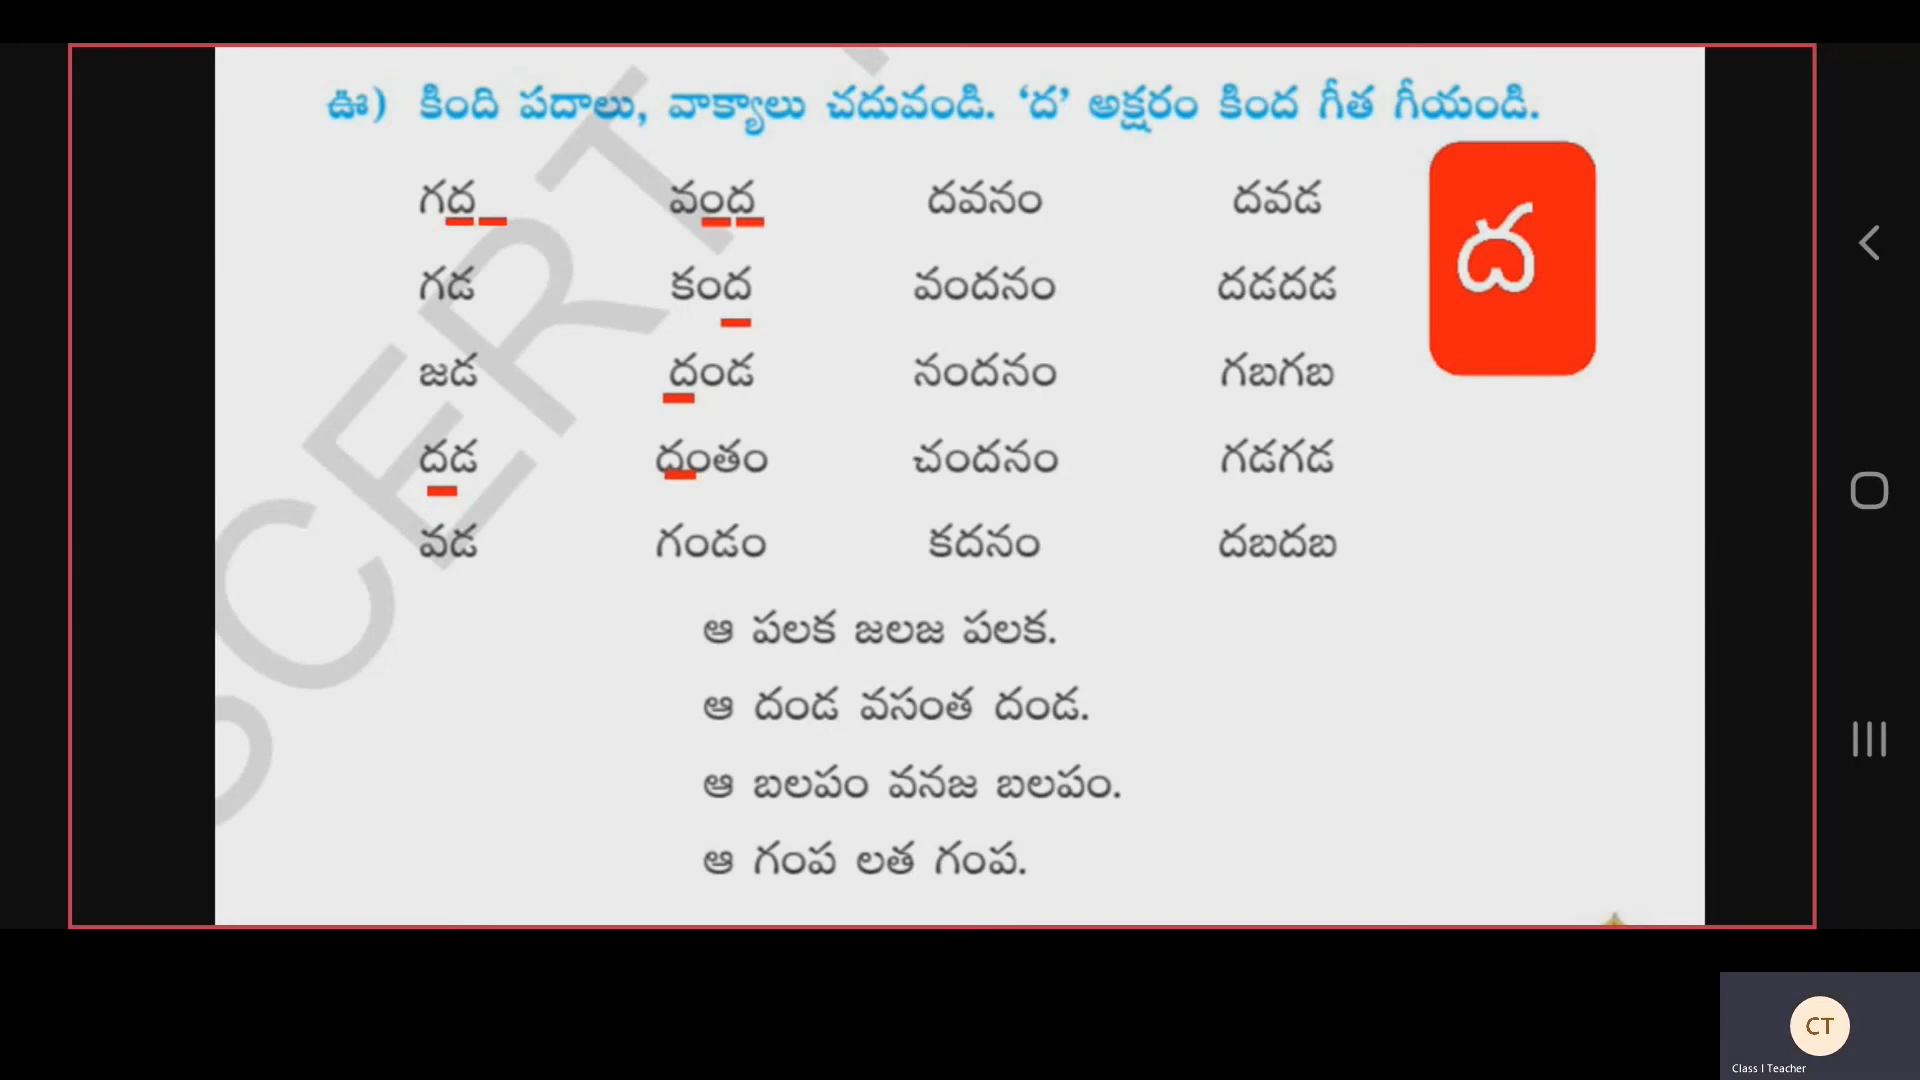 ఊ) కింది పదాలు, వాక్యాలు చదువండి. ‘ద’ అక్షరం కింద గీత గీయండి.
గద వంద దవనం దవడ
ద
గడ కంద వందనం దడదడ
జడ దండ నందనం గబగబ
దడ దంతం చందనం గడగడ
వడ గండం కదనం దబదబ
ఆ పలక జలజ పలక.
ఆ దండ వసంత దండ.
ఆ బలపం వనజ బలపం.
ఆ గంప లత గంప.
SCERT
CT
Class I Teacher